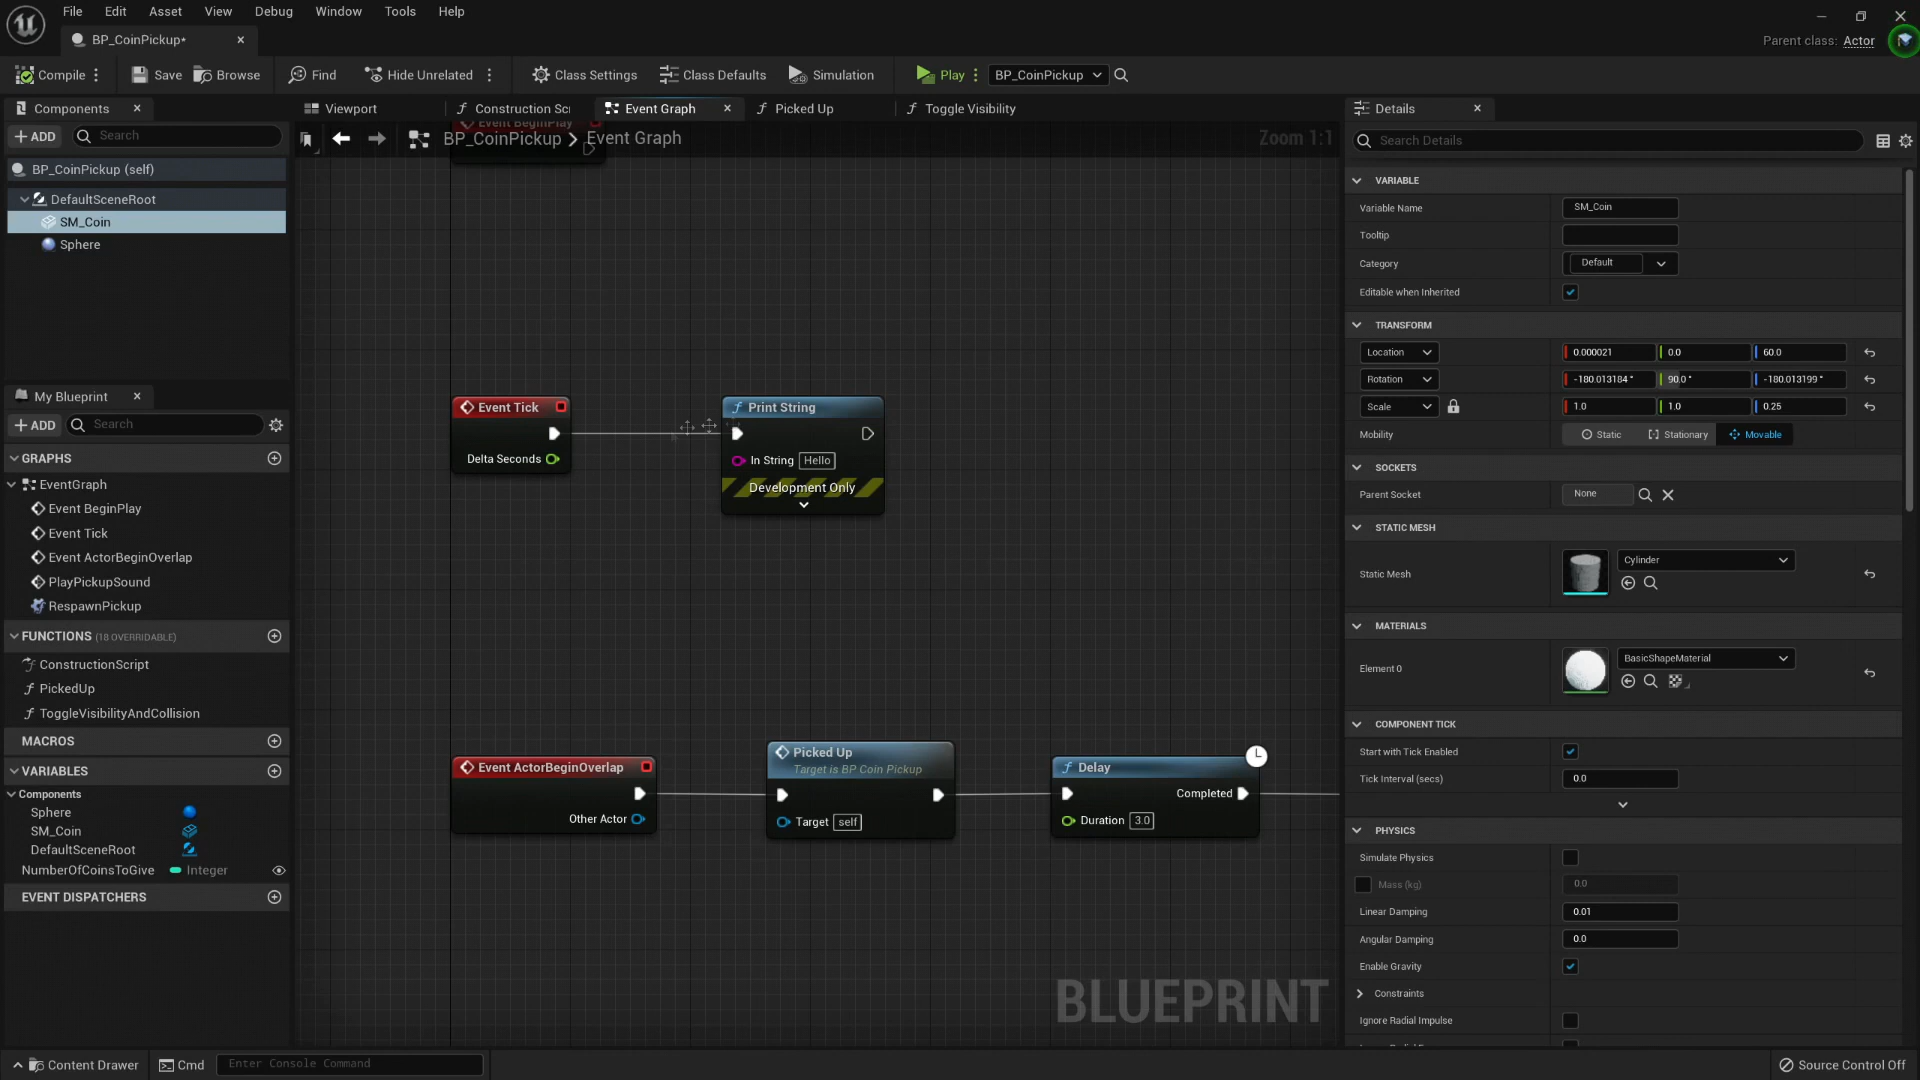 File Edit Asset View Debug Window Tools Help
BP_CoinPickup*
Parent class: Actor
Compile Save Browse Find Hide Unrelated Class Settings Class Defaults Simulation Play BP_CoinPickup
Components
Viewport Construction Scr Event Graph Picked Up Toggle Visibility
Details
ADD Search
Event BeginPlay
BP_CoinPickup > Event Graph
Zoom 1:1
Search Details
BP_CoinPickup (self)
DefaultSceneRoot
SM_Coin
Sphere
My Blueprint
ADD Search
GRAPHS
EventGraph
Event BeginPlay
Event Tick
Event ActorBeginOverlap
PlayPickupSound
RespawnPickup
FUNCTIONS (18 OVERRIDABLE)
ConstructionScript
PickedUp
ToggleVisibilityAndCollision
MACROS
VARIABLES
Components
Sphere
SM_Coin
DefaultSceneRoot
NumberOfCoinsToGive Integer
EVENT DISPATCHERS
Event Tick
Delta Seconds
Print String
In String Hello
Development Only
Event ActorBeginOverlap
Other Actor
Picked Up
Target is BP Coin Pickup
Target self
Delay
Completed
Duration 3.0
BLUEPRINT
VARIABLE
Variable Name SM_Coin
Tooltip
Category Default
Editable when Inherited
TRANSFORM
Location 0.000021 0.0 60.0
Rotation -180.013184 ° 90.0 ° -180.013199 °
Scale 1.0 1.0 0.25
Mobility Static Stationary Movable
SOCKETS
Parent Socket None
STATIC MESH
Static Mesh Cylinder
MATERIALS
Element 0 BasicShapeMaterial
COMPONENT TICK
Start with Tick Enabled
Tick Interval (secs) 0.0
PHYSICS
Simulate Physics
Mass (kg) 0.0
Linear Damping 0.01
Angular Damping 0.0
Enable Gravity
Constraints
Ignore Radial Impulse
Content Drawer Cmd Enter Console Command
Source Control Off